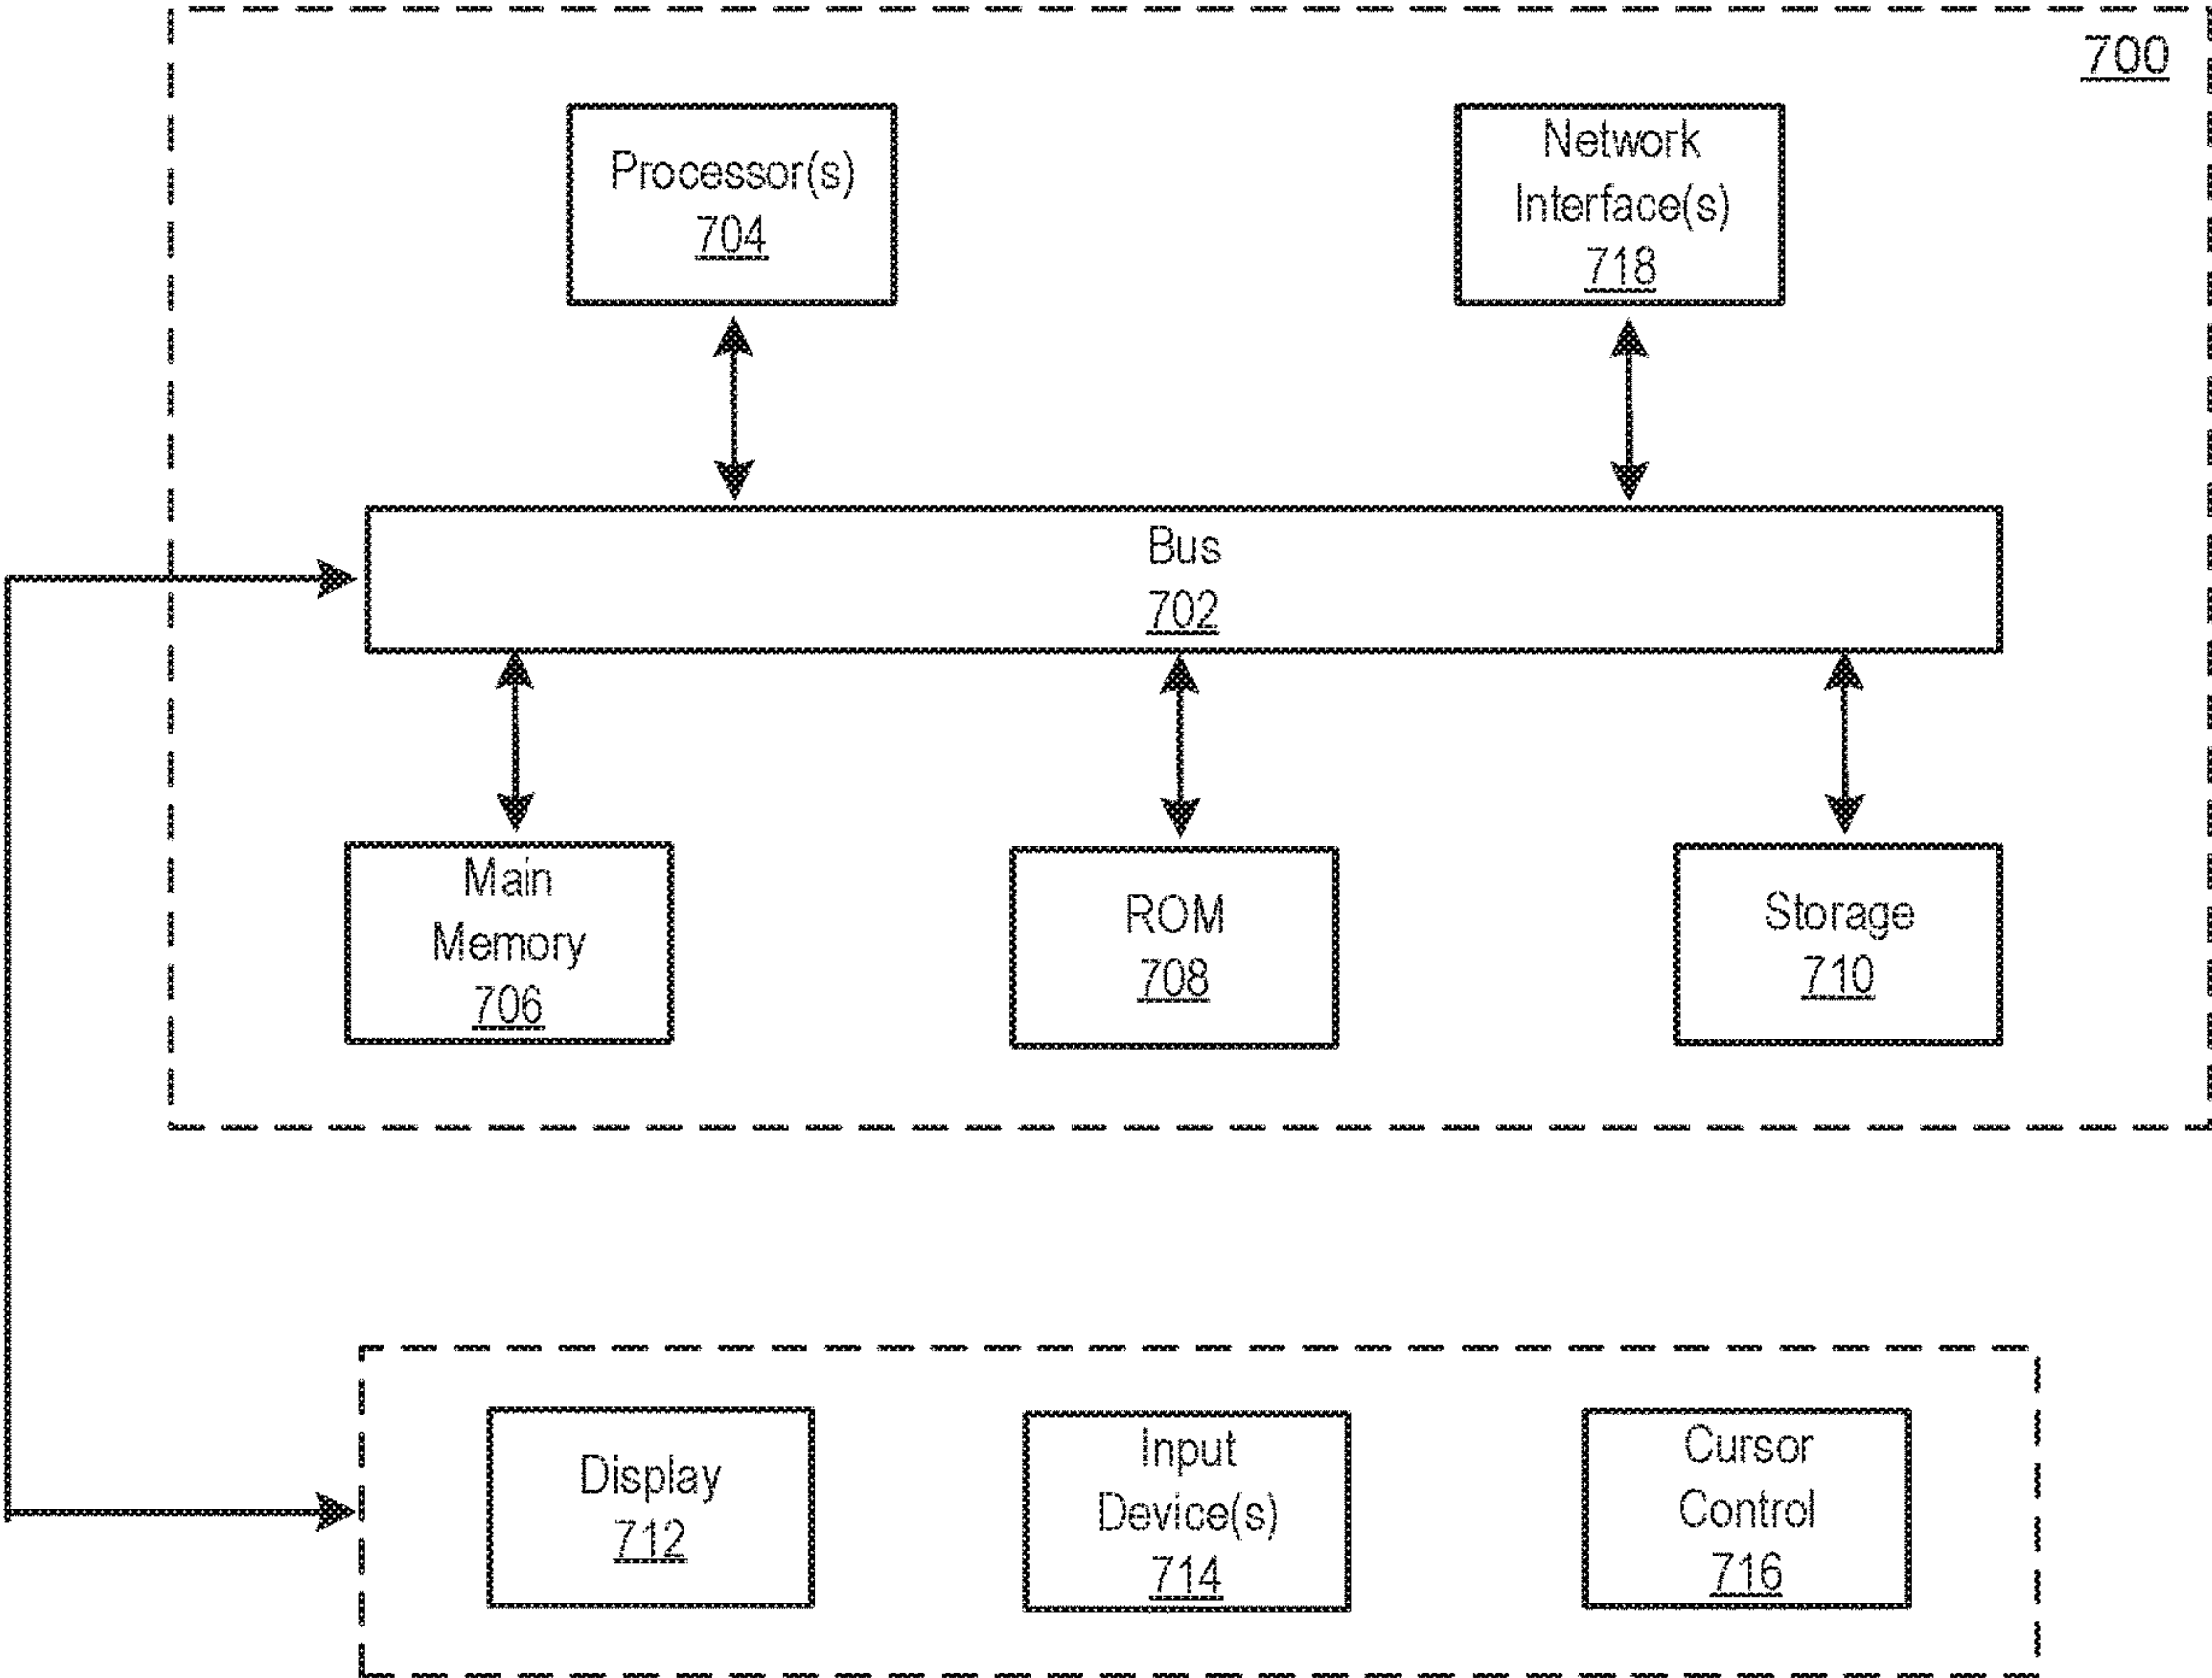 700
Processor(s)
704
Network
Interface(s)
718
Bus
702
Main
Memory
706
ROM
708
Storage
710
Display
712
Input
Device(s)
714
Cursor
Control
716